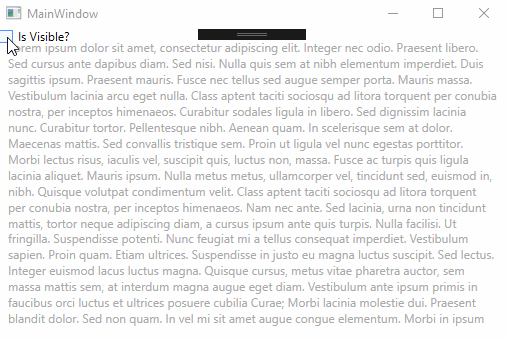 MainWindow
Is Visible?
Lorem ipsum dolor sit amet, consectetur adipiscing elit. Integer nec odio. Praesent libero.
Sed cursus ante dapibus diam. Sed nisi. Nulla quis sem at nibh elementum imperdiet. Duis
sagittis ipsum. Praesent mauris. Fusce nec tellus sed augue semper porta. Mauris massa.
Vestibulum lacinia arcu eget nulla. Class aptent taciti sociosqu ad litora torquent per conubia
nostra, per inceptos himenaeos. Curabitur sodales ligula in libero. Sed dignissim lacinia
nunc. Curabitur tortor. Pellentesque nibh. Aenean quam. In scelerisque sem at dolor.
Maecenas mattis. Sed convallis tristique sem. Proin ut ligula vel nunc egestas porttitor.
Morbi lectus risus, iaculis vel, suscipit quis, luctus non, massa. Fusce ac turpis quis ligula
lacinia aliquet. Mauris ipsum. Nulla metus metus, ullamcorper vel, tincidunt sed, euismod in,
nibh. Quisque volutpat condimentum velit. Class aptent taciti sociosqu ad litora torquent
per conubia nostra, per inceptos himenaeos. Nam nec ante. Sed lacinia, urna non tincidunt
mattis, tortor neque adipiscing diam, a cursus ipsum ante quis turpis. Nulla facilisi. Ut
fringilla. Suspendisse potenti. Nunc feugiat mi a tellus consequat imperdiet. Vestibulum
sapien. Proin quam. Etiam ultrices. Suspendisse in justo eu magna luctus suscipit. Sed lectus.
Integer euismod lacus luctus magna. Quisque cursus, metus vitae pharetra auctor, sem
massa mattis sem, at interdum magna augue eget diam. Vestibulum ante ipsum primis in
faucibus orci luctus et ultrices posuere cubilia Curae; Morbi lacinia molestie dui. Praesent
blandit dolor. Sed non quam. In vel mi sit amet augue congue elementum. Morbi in ipsum